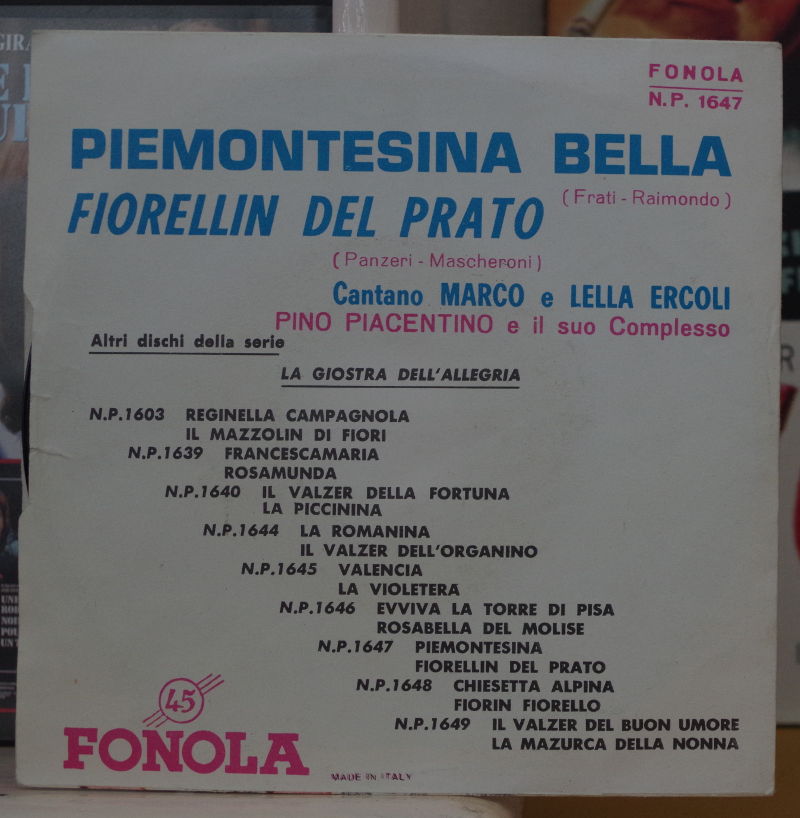 FONOLA
N.P. 1647
PIEMONTESINA BELLA
(Frati - Raimondo)
FIORELLIN DEL PRATO
(Panzeri - Mascheroni)
Cantano MARCO e LELLA ERCOLI
PINO PIACENTINO e il suo Complesso
Altri dischi della serie
LA GIOSTRA DELL'ALLEGRIA
N.P.1603 REGINELLA CAMPAGNOLA
IL MAZZOLIN DI FIORI
N.P.1639 FRANCESCAMARIA
ROSAMUNDA
N.P.1640 IL VALZER DELLA FORTUNA
LA PICCININA
N.P.1644 LA ROMANINA
IL VALZER DELL'ORGANINO
N.P.1645 VALENCIA
LA VIOLETERA
N.P.1646 EVVIVA LA TORRE DI PISA
ROSABELLA DEL MOLISE
N.P.1647 PIEMONTESINA
FIORELLIN DEL PRATO
N.P.1648 CHIESETTA ALPINA
FIORIN FIORELLO
N.P.1649 IL VALZER DEL BUON UMORE
LA MAZURCA DELLA NONNA
45
FONOLA
MADE IN ITALY